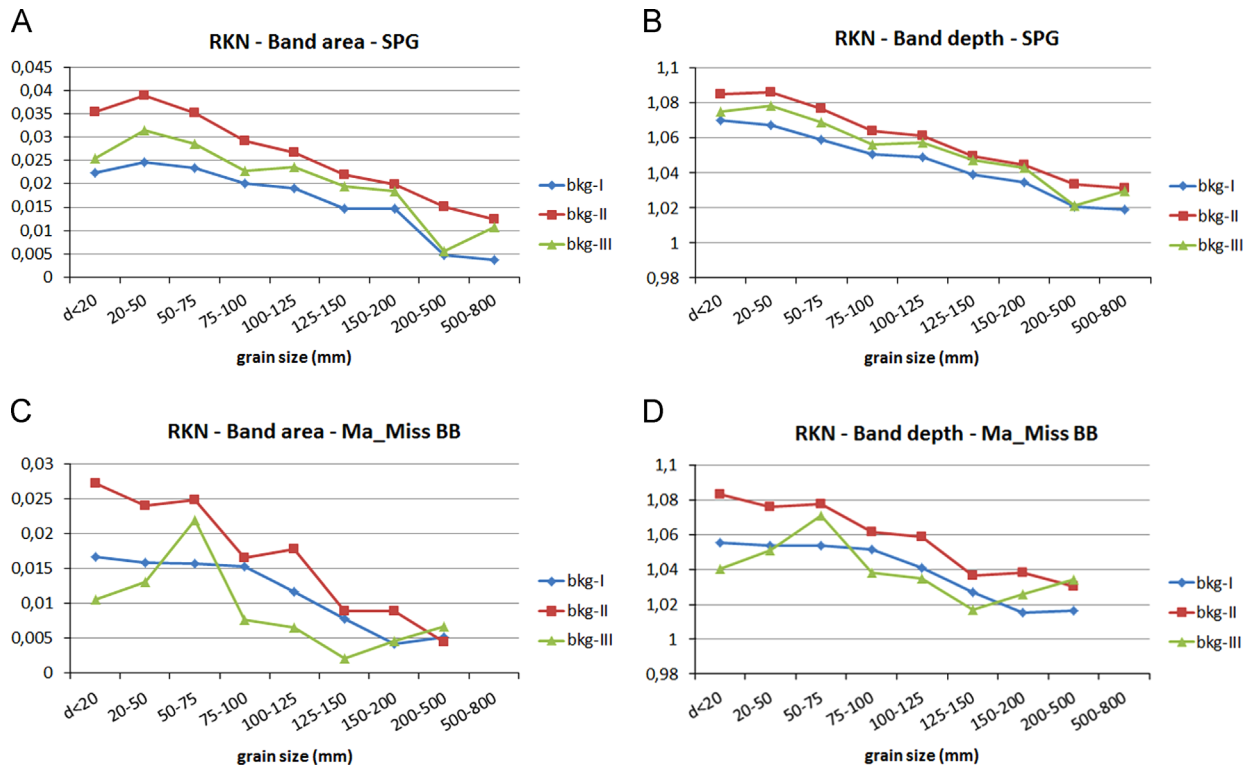 A
RKN - Band area - SPG
0,045
0,04
0,035
0,03
0,025
0,02
0,015
0,01
0,005
0
d<20
20-50
50-75
75-100
100-125
125-150
150-200
200-500
500-800
grain size (mm)
bkg-I
bkg-II
bkg-III
B
RKN - Band depth - SPG
1,1
1,08
1,06
1,04
1,02
1
0,98
d<20
20-50
50-75
75-100
100-125
125-150
150-200
200-500
500-800
grain size (mm)
bkg-I
bkg-II
bkg-III
C
RKN - Band area - Ma_Miss BB
0,03
0,025
0,02
0,015
0,01
0,005
0
d<20
20-50
50-75
75-100
100-125
125-150
150-200
200-500
500-800
grain size (mm)
bkg-I
bkg-II
bkg-III
D
RKN - Band depth - Ma_Miss BB
1,1
1,08
1,06
1,04
1,02
1
0,98
d<20
20-50
50-75
75-100
100-125
125-150
150-200
200-500
500-800
grain size (mm)
bkg-I
bkg-II
bkg-III